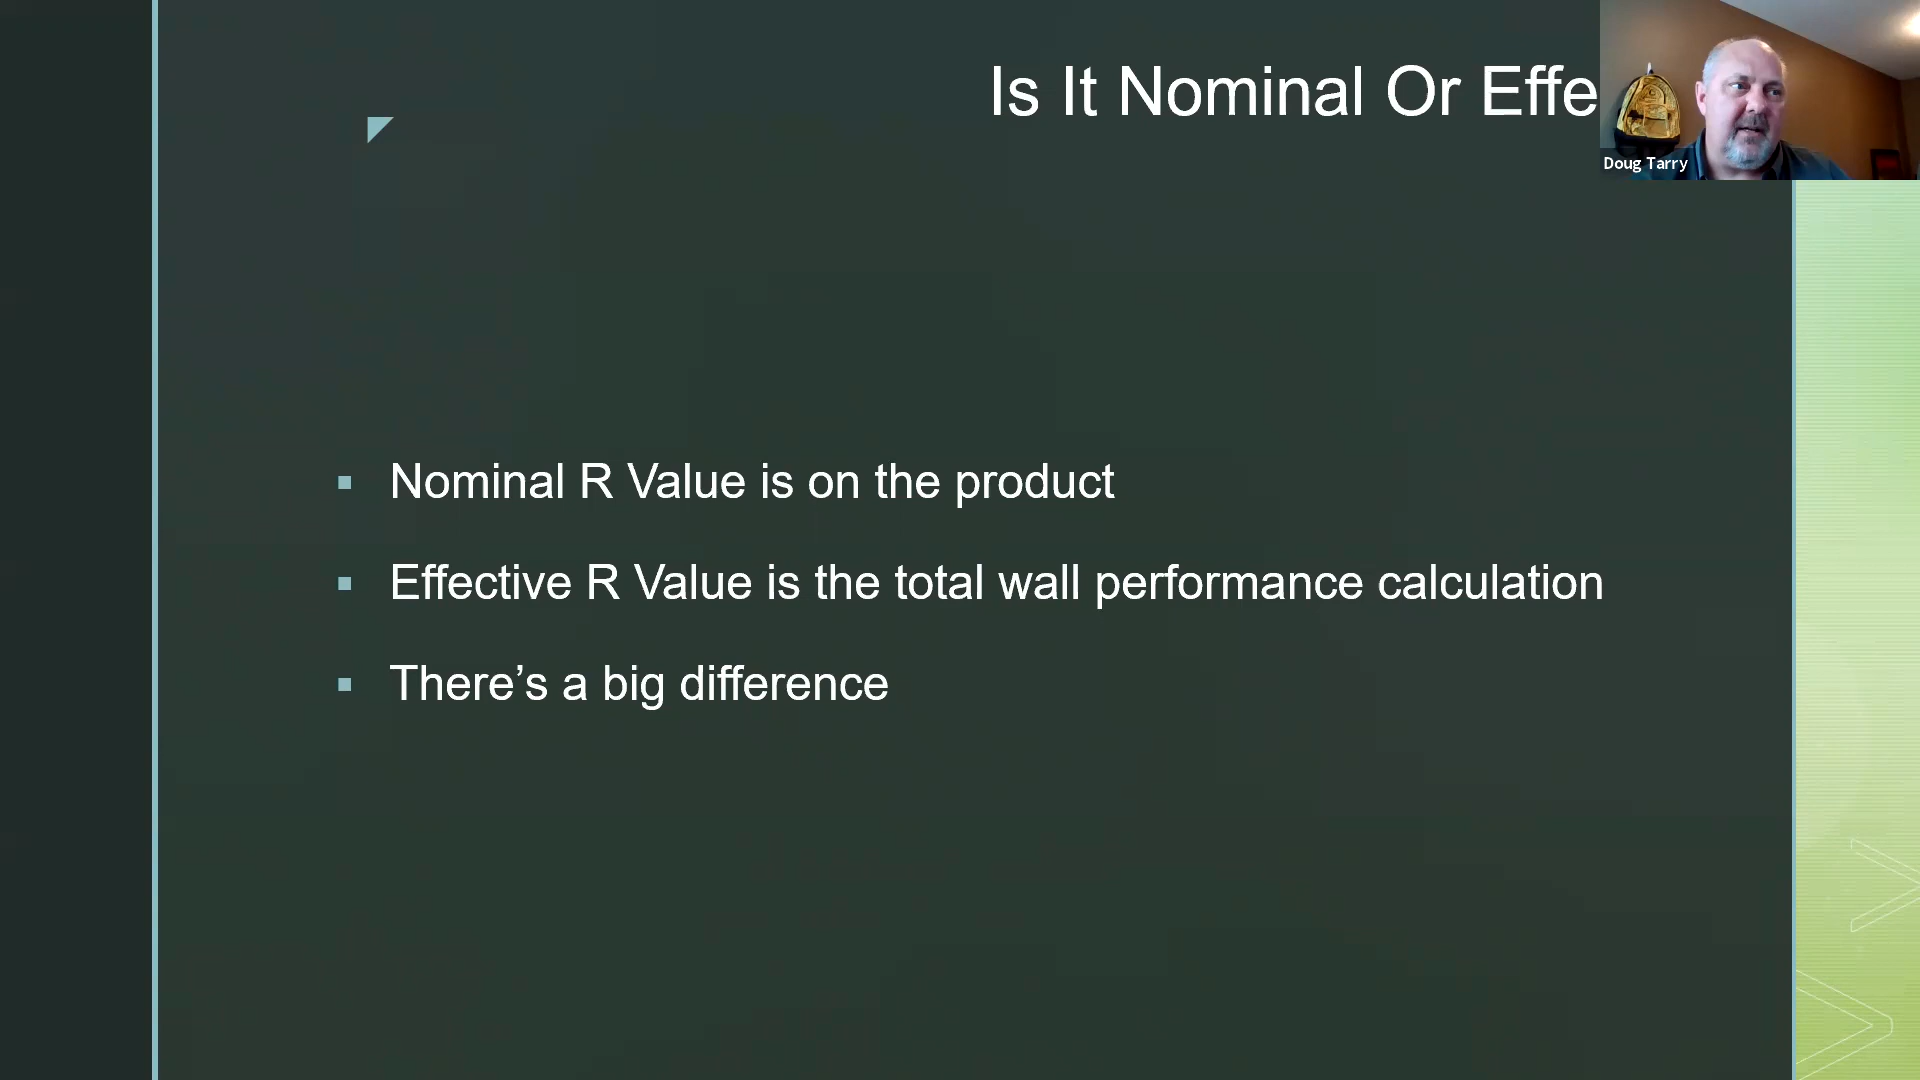 Is It Nominal Or Effe
Doug Tarry
Nominal R Value is on the product
Effective R Value is the total wall performance calculation
There’s a big difference